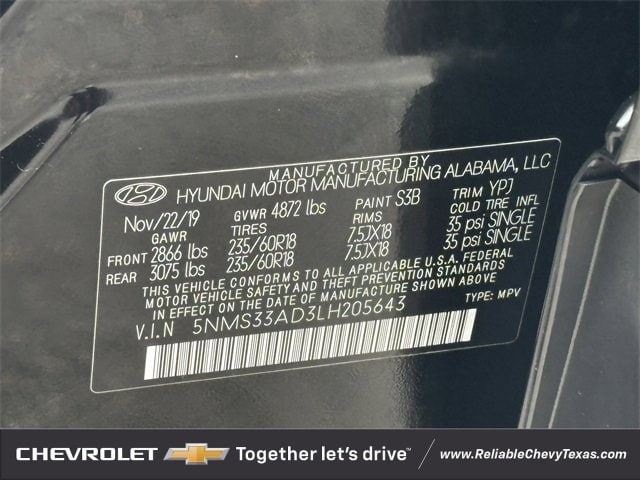 MANUFACTURED BY
HYUNDAI MOTOR MANUFACTURING ALABAMA, LLC
Nov/22/19 GVWR 4872 lbs PAINT S3B TRIM YPJ
GAWR TIRES RIMS COLD TIRE INFL
FRONT 2866 lbs 235/60R18 7.5JX18 35 psi SINGLE
REAR 3075 lbs 235/60R18 7.5JX18 35 psi SINGLE
THIS VEHICLE CONFORMS TO ALL APPLICABLE U.S.A. FEDERAL
MOTOR VEHICLE SAFETY AND THEFT PREVENTION STANDARDS
IN EFFECT ON THE DATE OF MANUFACTURE SHOWN ABOVE
V.I.N 5NMS33AD3LH205643 TYPE: MPV
CHEVROLET Together let's drive™ www.ReliableChevyTexas.com